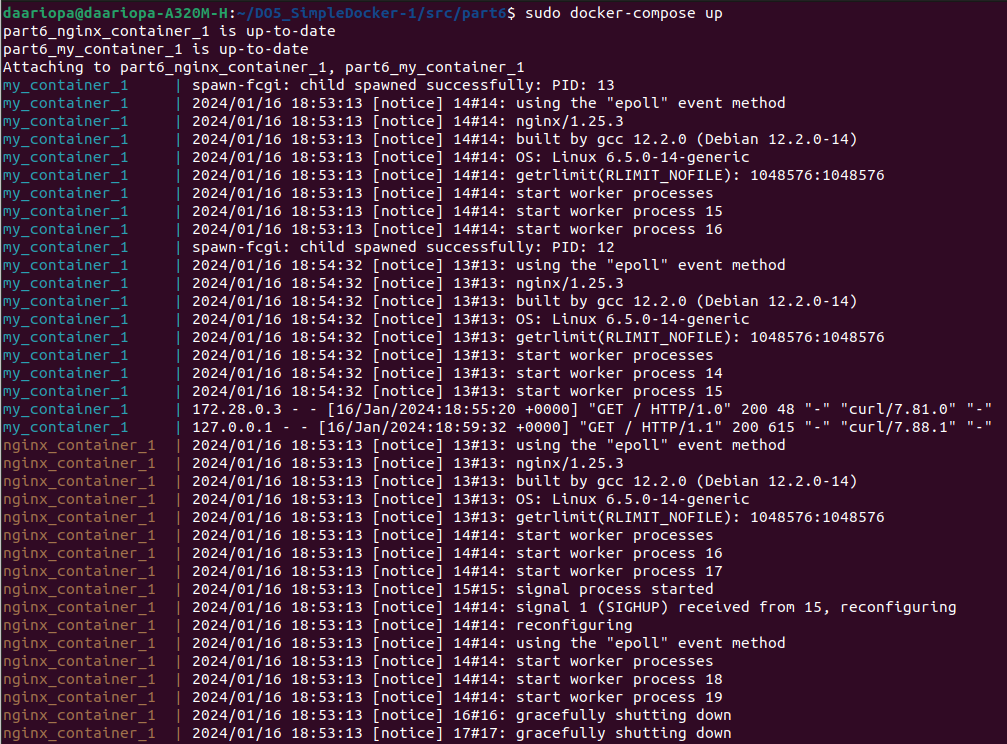 daariopa@daariopa-A320M-H:~/DO5_SimpleDocker-1/src/part6$ sudo docker-compose up
part6_nginx_container_1 is up-to-date
part6_my_container_1 is up-to-date
Attaching to part6_nginx_container_1, part6_my_container_1
my_container_1     | spawn-fcgi: child spawned successfully: PID: 13
my_container_1     | 2024/01/16 18:53:13 [notice] 14#14: using the "epoll" event method
my_container_1     | 2024/01/16 18:53:13 [notice] 14#14: nginx/1.25.3
my_container_1     | 2024/01/16 18:53:13 [notice] 14#14: built by gcc 12.2.0 (Debian 12.2.0-14)
my_container_1     | 2024/01/16 18:53:13 [notice] 14#14: OS: Linux 6.5.0-14-generic
my_container_1     | 2024/01/16 18:53:13 [notice] 14#14: getrlimit(RLIMIT_NOFILE): 1048576:1048576
my_container_1     | 2024/01/16 18:53:13 [notice] 14#14: start worker processes
my_container_1     | 2024/01/16 18:53:13 [notice] 14#14: start worker process 15
my_container_1     | 2024/01/16 18:53:13 [notice] 14#14: start worker process 16
my_container_1     | spawn-fcgi: child spawned successfully: PID: 12
my_container_1     | 2024/01/16 18:54:32 [notice] 13#13: using the "epoll" event method
my_container_1     | 2024/01/16 18:54:32 [notice] 13#13: nginx/1.25.3
my_container_1     | 2024/01/16 18:54:32 [notice] 13#13: built by gcc 12.2.0 (Debian 12.2.0-14)
my_container_1     | 2024/01/16 18:54:32 [notice] 13#13: OS: Linux 6.5.0-14-generic
my_container_1     | 2024/01/16 18:54:32 [notice] 13#13: getrlimit(RLIMIT_NOFILE): 1048576:1048576
my_container_1     | 2024/01/16 18:54:32 [notice] 13#13: start worker processes
my_container_1     | 2024/01/16 18:54:32 [notice] 13#13: start worker process 14
my_container_1     | 2024/01/16 18:54:32 [notice] 13#13: start worker process 15
my_container_1     | 172.28.0.3 - - [16/Jan/2024:18:55:20 +0000] "GET / HTTP/1.0" 200 48 "-" "curl/7.81.0" "-"
my_container_1     | 127.0.0.1 - - [16/Jan/2024:18:59:32 +0000] "GET / HTTP/1.1" 200 615 "-" "curl/7.88.1" "-"
nginx_container_1  | 2024/01/16 18:53:13 [notice] 13#13: using the "epoll" event method
nginx_container_1  | 2024/01/16 18:53:13 [notice] 13#13: nginx/1.25.3
nginx_container_1  | 2024/01/16 18:53:13 [notice] 13#13: built by gcc 12.2.0 (Debian 12.2.0-14)
nginx_container_1  | 2024/01/16 18:53:13 [notice] 13#13: OS: Linux 6.5.0-14-generic
nginx_container_1  | 2024/01/16 18:53:13 [notice] 13#13: getrlimit(RLIMIT_NOFILE): 1048576:1048576
nginx_container_1  | 2024/01/16 18:53:13 [notice] 14#14: start worker processes
nginx_container_1  | 2024/01/16 18:53:13 [notice] 14#14: start worker process 16
nginx_container_1  | 2024/01/16 18:53:13 [notice] 14#14: start worker process 17
nginx_container_1  | 2024/01/16 18:53:13 [notice] 15#15: signal process started
nginx_container_1  | 2024/01/16 18:53:13 [notice] 14#14: signal 1 (SIGHUP) received from 15, reconfiguring
nginx_container_1  | 2024/01/16 18:53:13 [notice] 14#14: reconfiguring
nginx_container_1  | 2024/01/16 18:53:13 [notice] 14#14: using the "epoll" event method
nginx_container_1  | 2024/01/16 18:53:13 [notice] 14#14: start worker processes
nginx_container_1  | 2024/01/16 18:53:13 [notice] 14#14: start worker process 18
nginx_container_1  | 2024/01/16 18:53:13 [notice] 14#14: start worker process 19
nginx_container_1  | 2024/01/16 18:53:13 [notice] 16#16: gracefully shutting down
nginx_container_1  | 2024/01/16 18:53:13 [notice] 17#17: gracefully shutting down